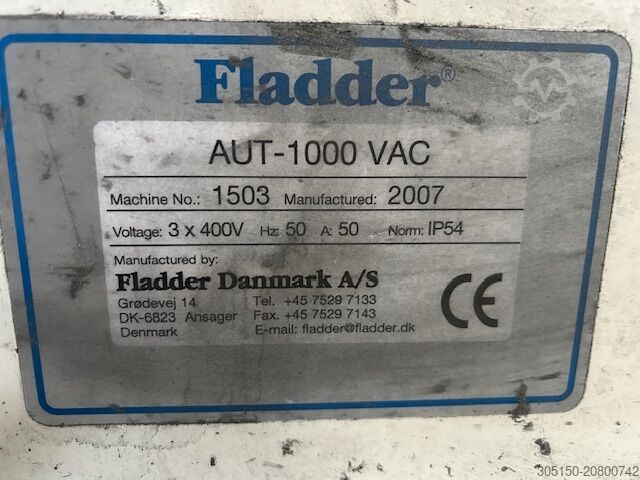 Fladder®
AUT-1000 VAC
Machine No.: 1503 Manufactured: 2007
Voltage: 3 x 400V Hz: 50 A: 50 Norm: IP54
Manufactured by:
Fladder Danmark A/S
Grødevej 14 Tel. +45 7529 7133
DK-6823 Ansager Fax. +45 7529 7143
Denmark E-mail: fladder@fladder.dk
CE
305150-20800742